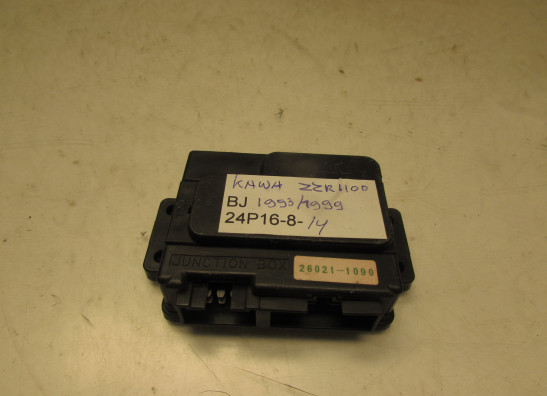 KAWA ZZR1100
BJ 1993/1999
24P16-8-14
JUNCTION BOX
26021-1090